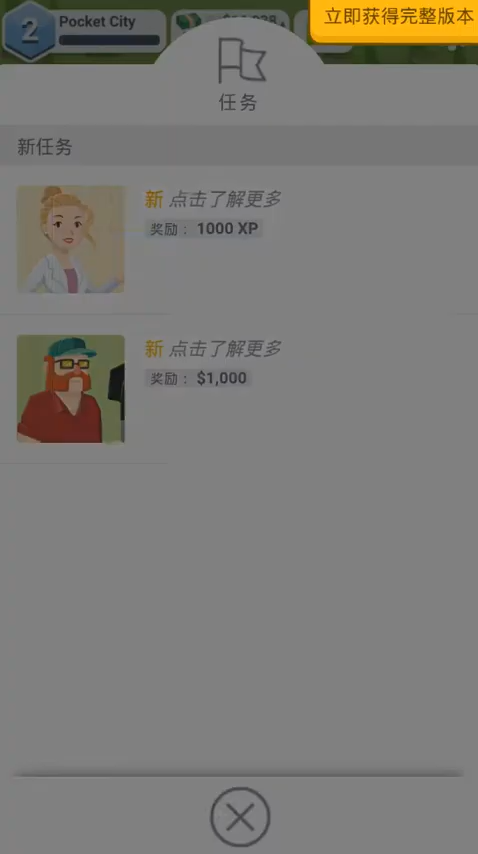 2
Pocket City
立即获得完整版本
任务
新任务
新 点击了解更多
奖励： 1000 XP
新 点击了解更多
奖励： $1,000